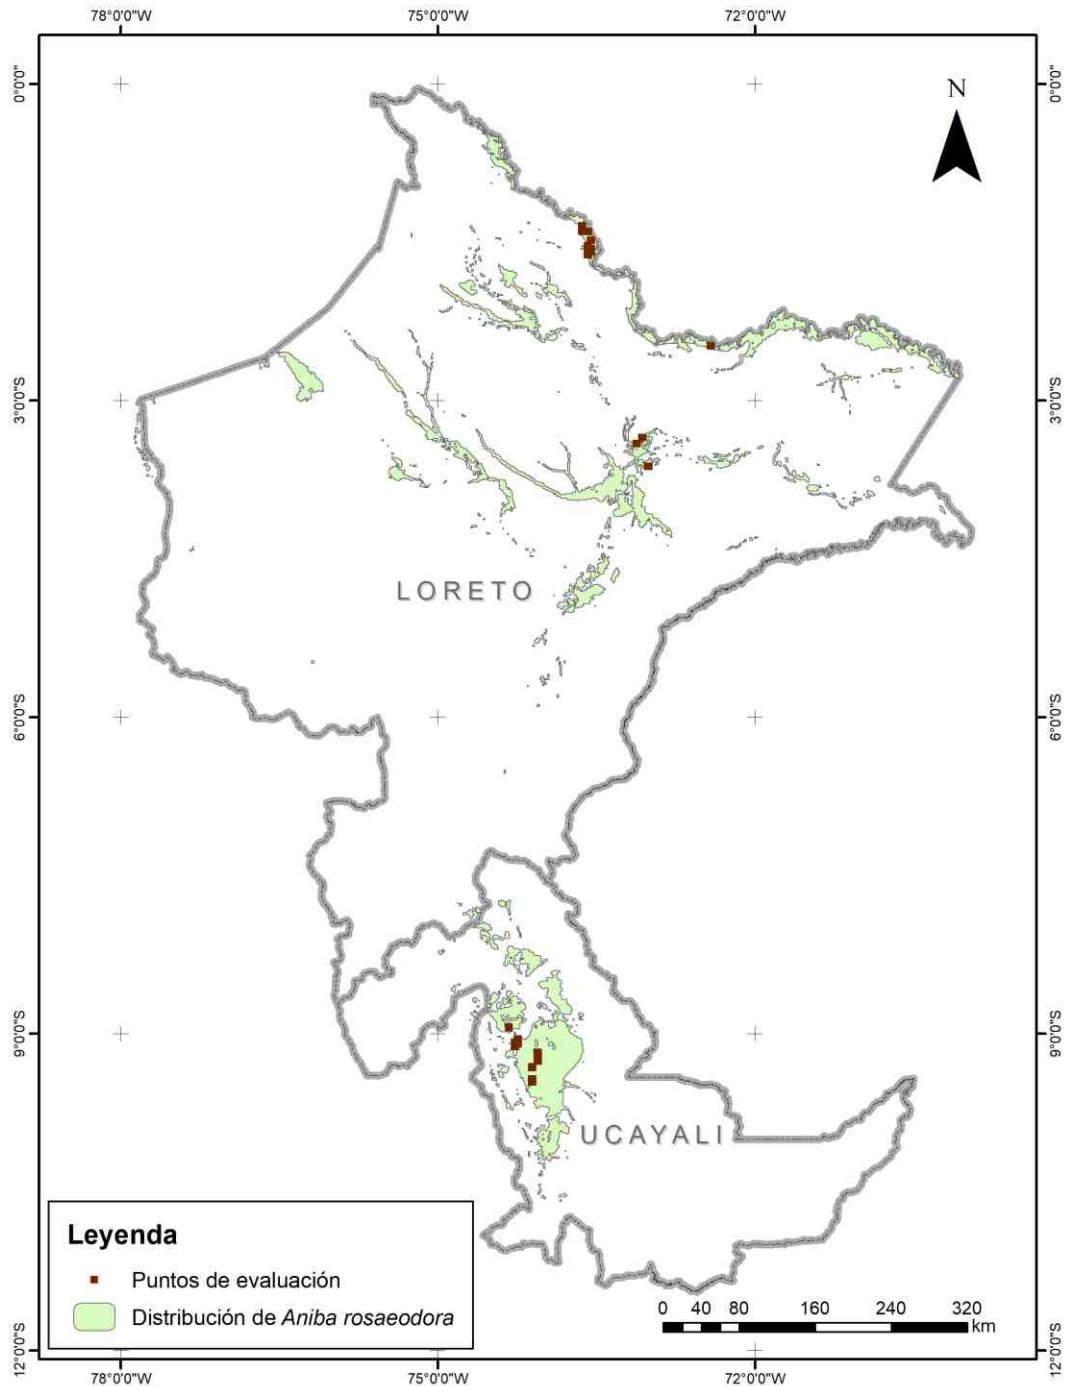 78°0'0"W 75°0'0"W 72°0'0"W
0°0'0" 0°0'0"
N
3°0'0"S 3°0'0"S
LORETO
6°0'0"S 6°0'0"S
9°0'0"S 9°0'0"S
UCAYALI
Leyenda
Puntos de evaluación
Distribución de Aniba rosaeodora
0 40 80 160 240 320
km
12°0'0"S 12°0'0"S
78°0'0"W 75°0'0"W 72°0'0"W